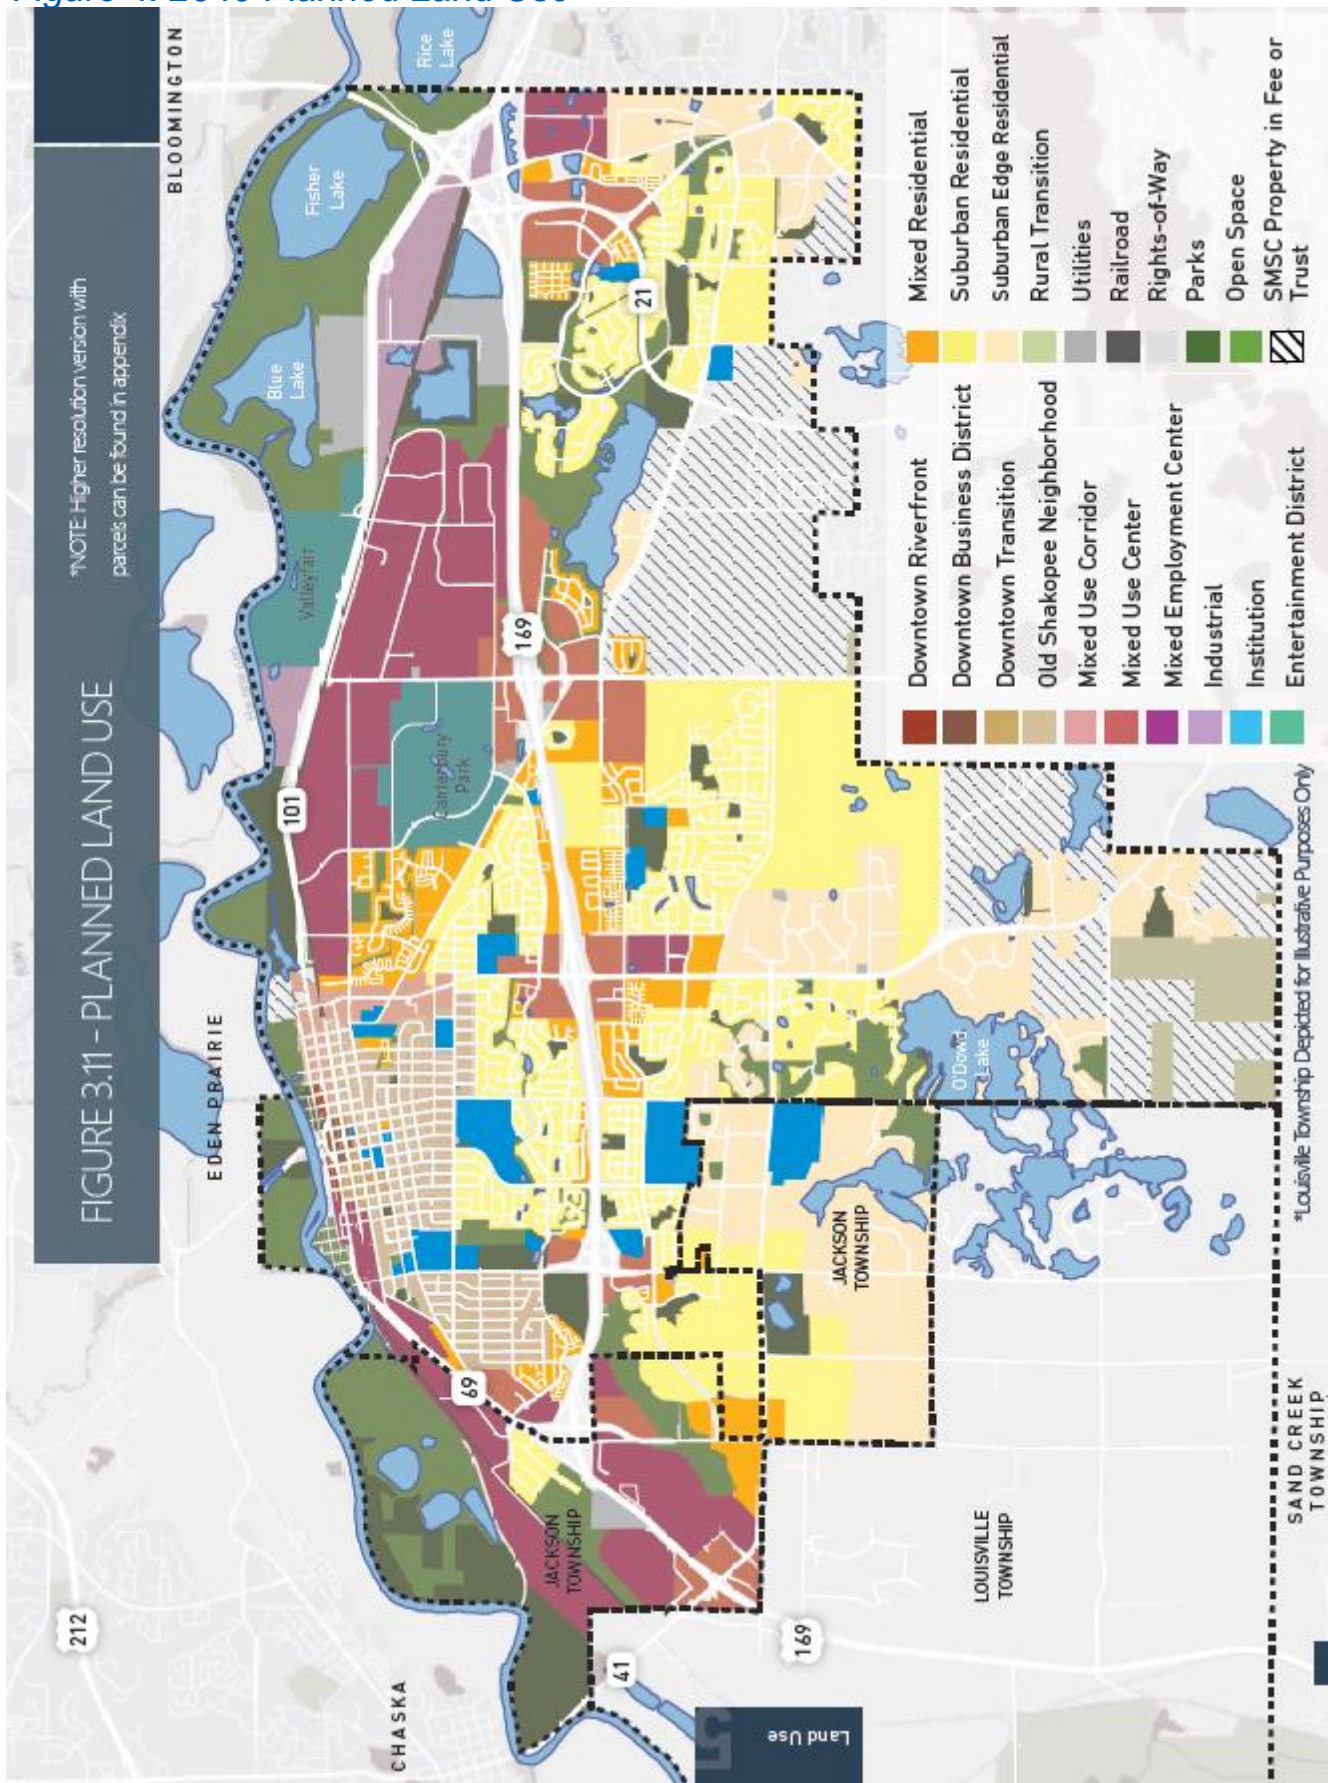 FIGURE 3.11 – PLANNED LAND USE
*NOTE: Higher resolution version with
parcels can be found in appendix
BLOOMINGTON
EDEN PRAIRIE
CHASKA
Rice
Lake
Fisher
Lake
Blue
Lake
Valleyfair
Canterbury
Park
O'Dowd
Lake
212
101
169
21
69
41
169
JACKSON
TOWNSHIP
JACKSON
TOWNSHIP
LOUISVILLE
TOWNSHIP
SAND CREEK
TOWNSHIP
Downtown Riverfront
Downtown Business District
Downtown Transition
Old Shakopee Neighborhood
Mixed Use Corridor
Mixed Use Center
Mixed Employment Center
Industrial
Institution
Entertainment District
Mixed Residential
Suburban Residential
Suburban Edge Residential
Rural Transition
Utilities
Railroad
Rights-of-Way
Parks
Open Space
SMSC Property in Fee or
Trust
*Louisville Township Depicted for Illustrative Purposes Only
Land Use